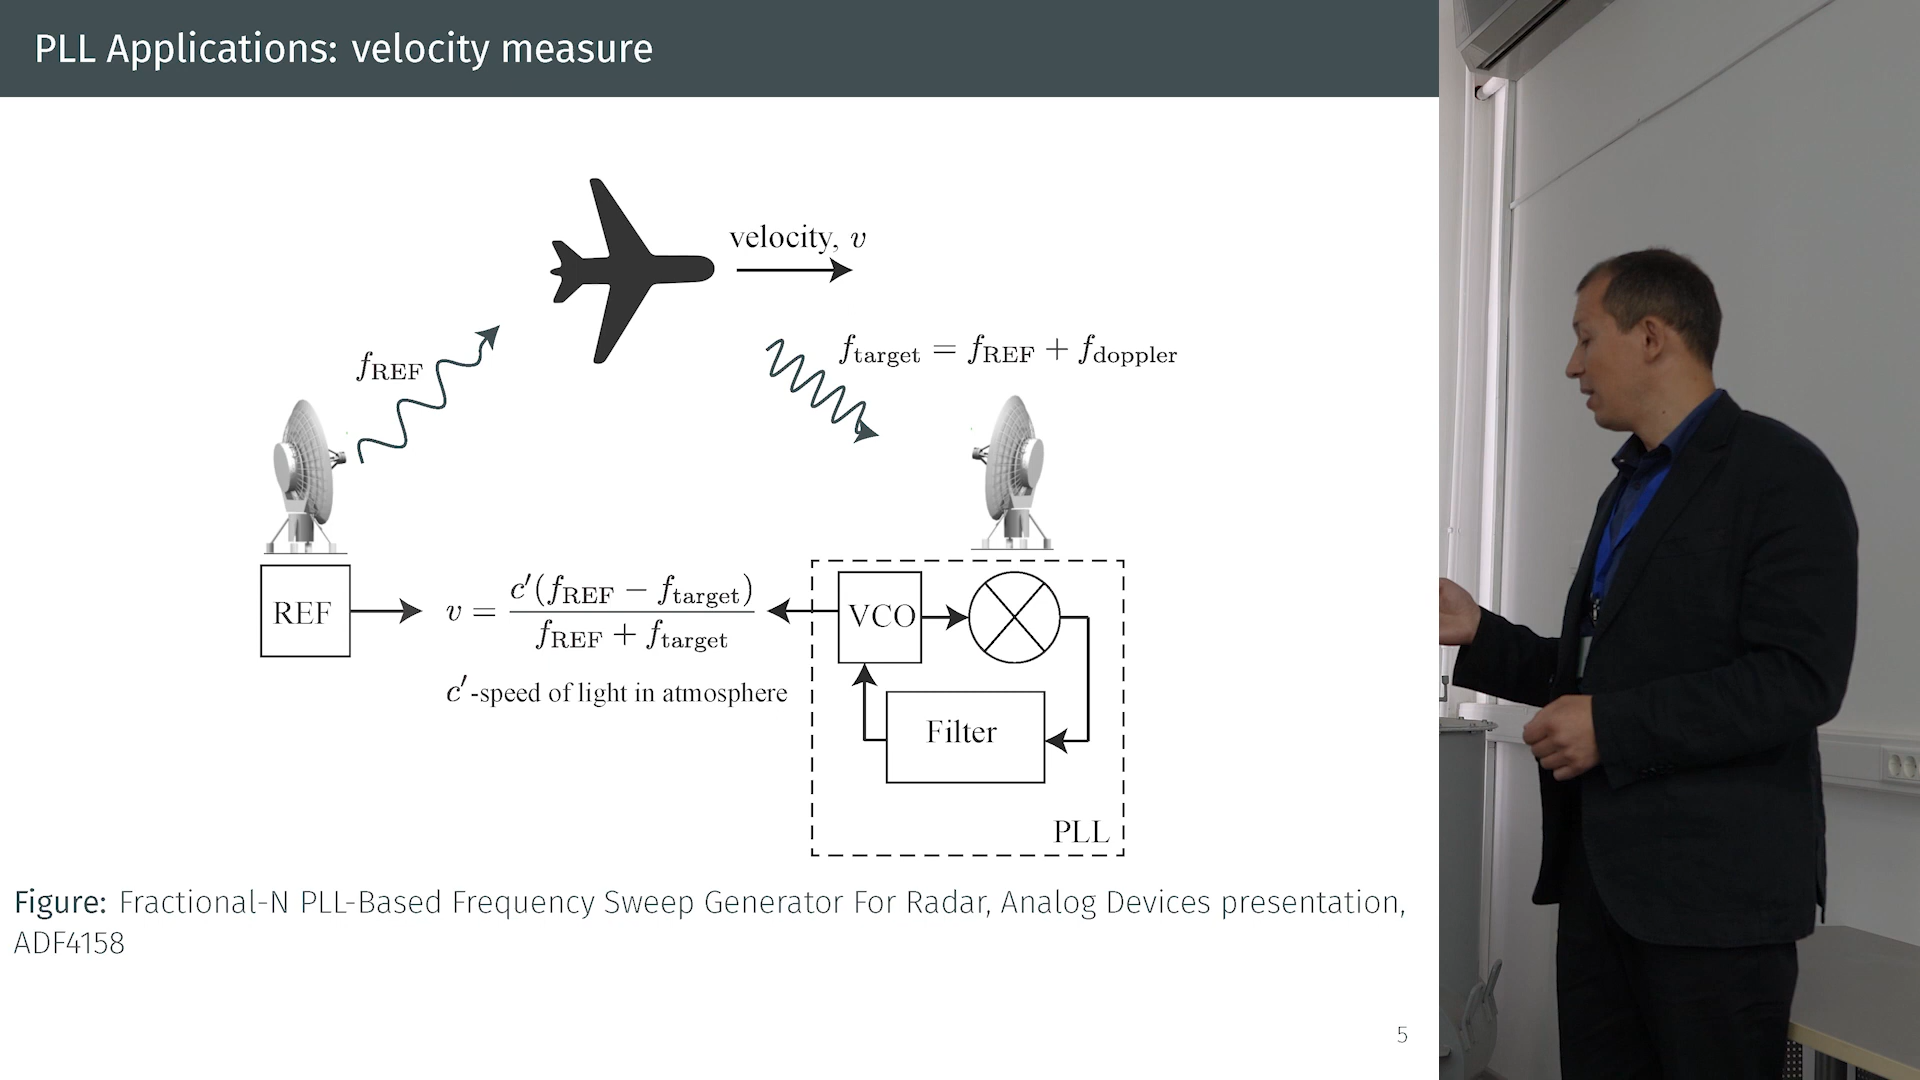 PLL Applications: velocity measure
velocity, v
f_target = f_REF + f_doppler
f_REF
REF
v = c'(f_REF − f_target) / f_REF + f_target
VCO
c'-speed of light in atmosphere
Filter
PLL
Figure: Fractional-N PLL-Based Frequency Sweep Generator For Radar, Analog Devices presentation,
ADF4158
5